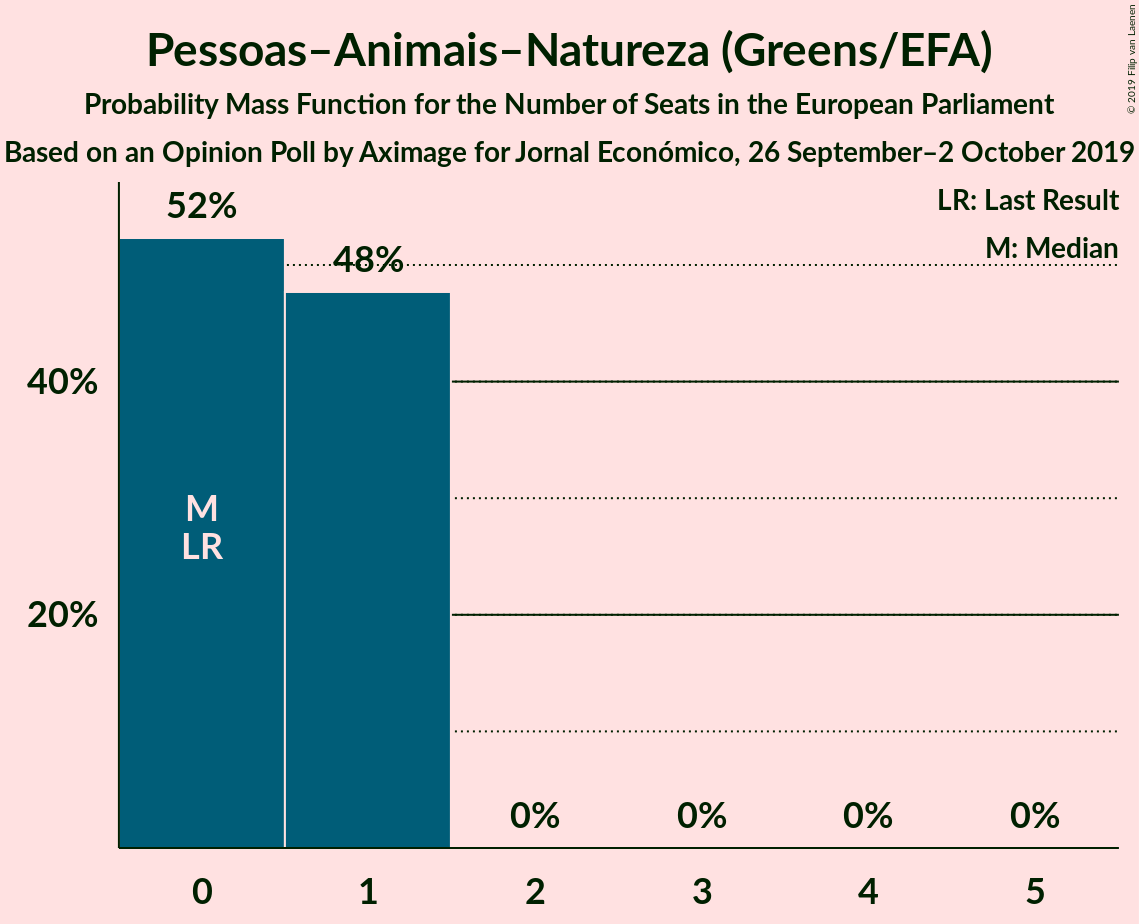 Pessoas–Animais–Natureza (Greens/EFA)
Probability Mass Function for the Number of Seats in the European Parliament
Based on an Opinion Poll by Aximage for Jornal Económico, 26 September–2 October 2019
© 2019 Filip van Laenen
LR: Last Result
M: Median
52%
48%
40%
20%
M
LR
0%
0%
0%
0%
0
1
2
3
4
5